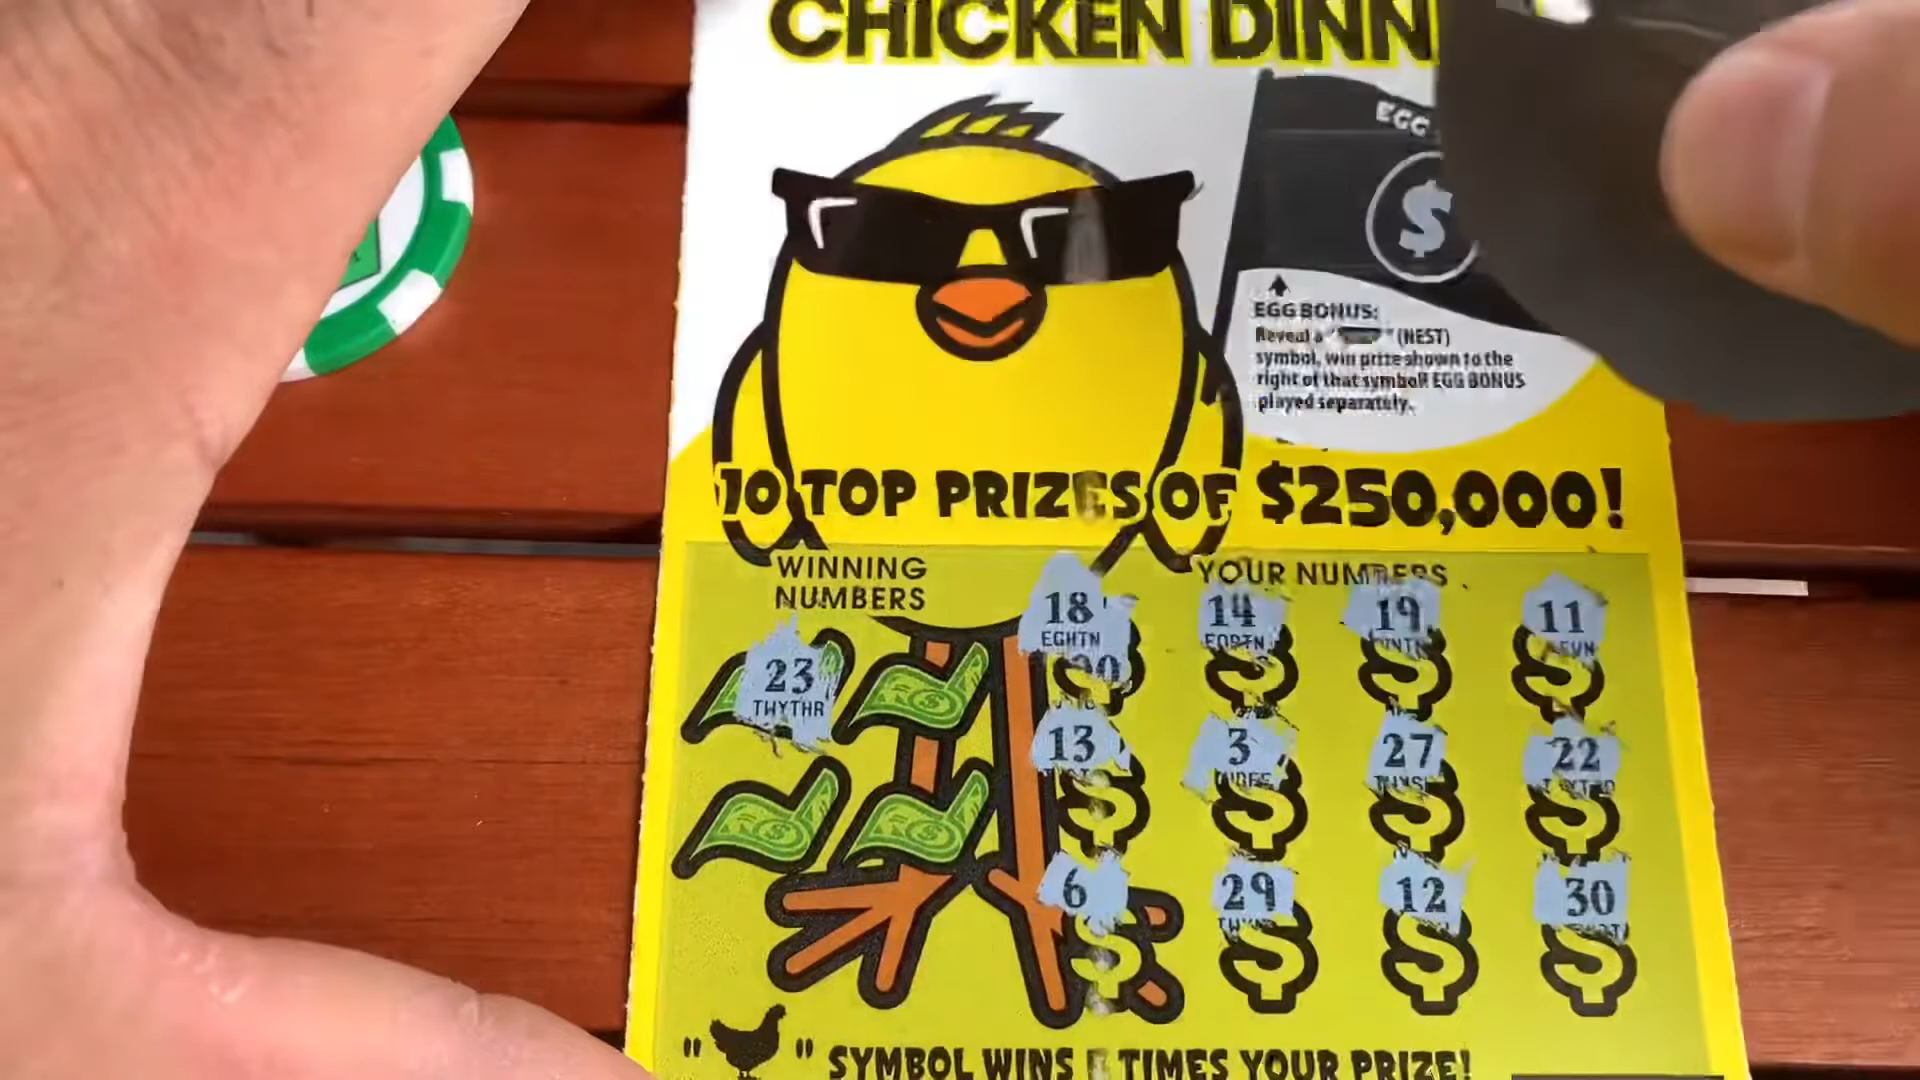 CHICKEN DINN
EGG
$
EGG BONUS:
Reveal a " " (NEST)
symbol, win prize shown to the
right of that symbol! EGG BONUS
played separately.
10 TOP PRIZES OF $250,000!
WINNING
NUMBERS
YOUR NUMBERS
18 14 19 11
EGHTN
23
TWYTHR
13 3 27 22
6 29 12 30
" " SYMBOL WINS TIMES YOUR PRIZE!